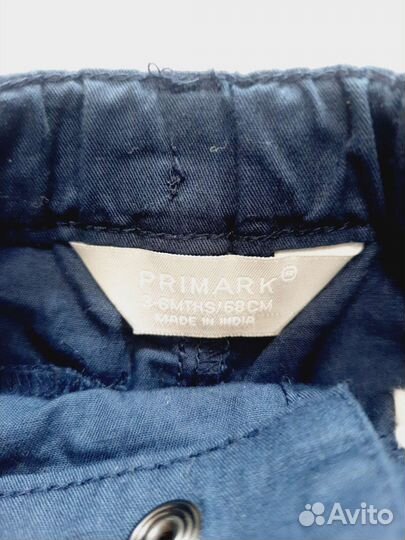 PRIMARK®
3-6MTHS/68CM
MADE IN INDIA
Avito